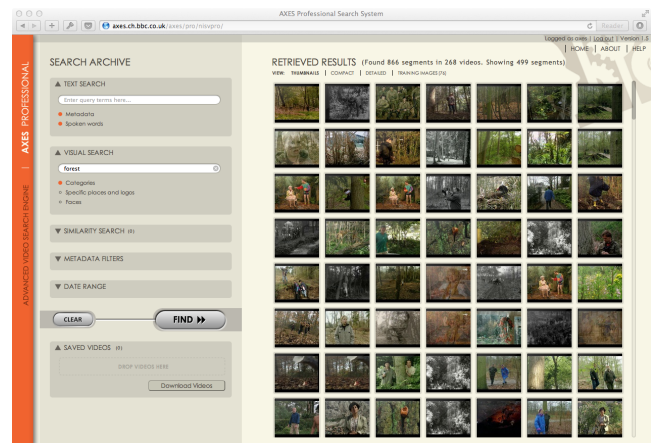 AXES Professional Search System
axes.ch.bbc.co.uk/axes/pro/nisvpro/
Reader
Logged as axes | Log out | Version 1.5
HOME | ABOUT | HELP
SEARCH ARCHIVE
TEXT SEARCH
Enter query terms here...
Metadata
Spoken words
VISUAL SEARCH
forest
Categories
Specific places and logos
Faces
SIMILARITY SEARCH (0)
METADATA FILTERS
DATE RANGE
CLEAR
FIND
SAVED VIDEOS (0)
DROP VIDEOS HERE
Download Videos
RETRIEVED RESULTS (Found 866 segments in 268 videos. Showing 499 segments)
VIEW: THUMBNAILS | COMPACT | DETAILED | TRAINING IMAGES (76)
ADVANCED VIDEO SEARCH ENGINE | AXES PROFESSIONAL